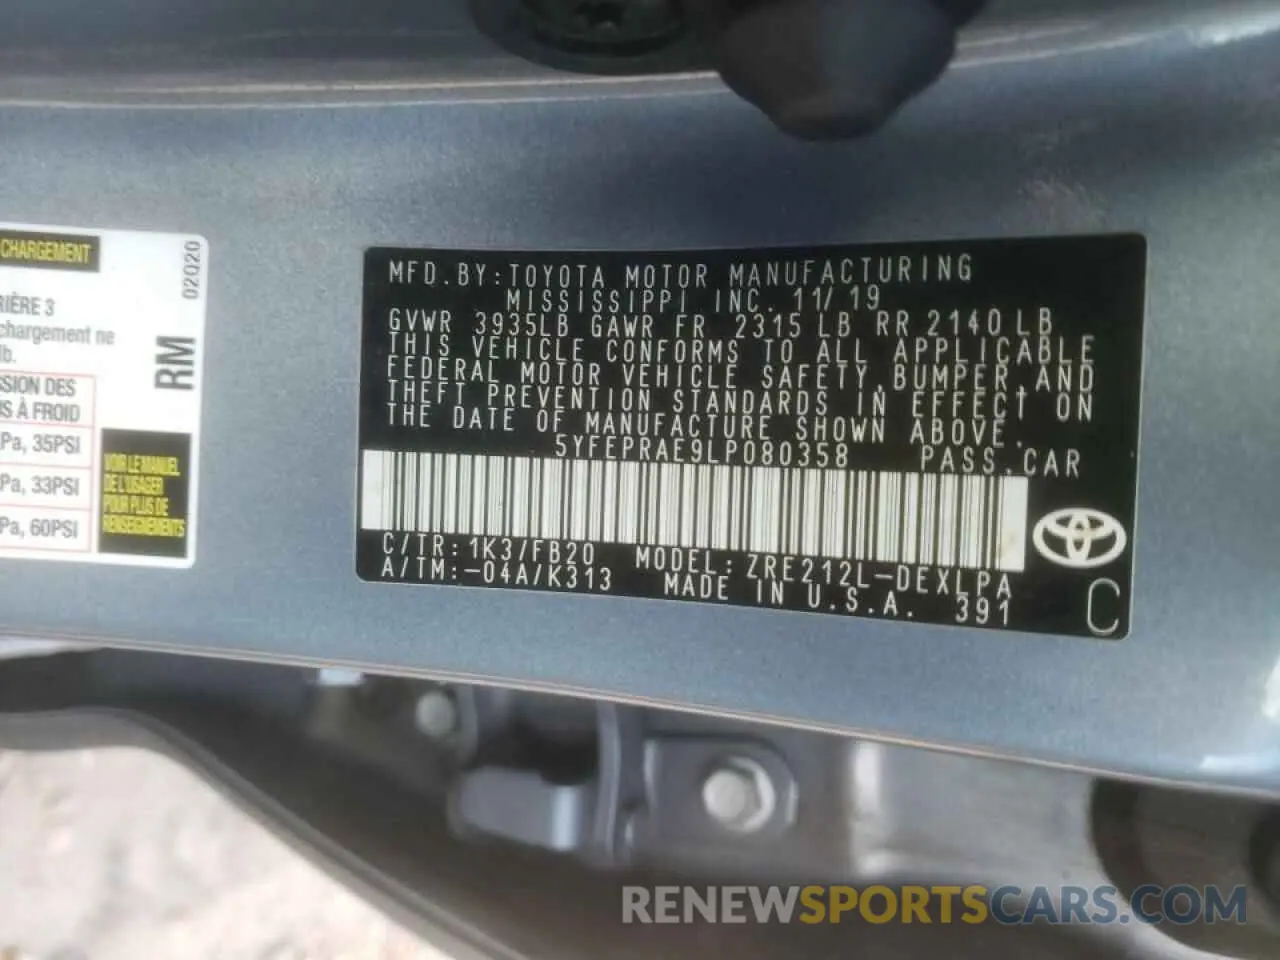 CHARGEMENT
02Q20
RIÈRE 3
chargement ne
lb.
RM
SSION DES
S À FROID
Pa, 35PSI
Pa, 33PSI
Pa, 60PSI
VOIR LE MANUEL
DE L'USAGER
POUR PLUS DE
RENSEIGNEMENTS
MFD. BY: TOYOTA MOTOR MANUFACTURING
MISSISSIPPI INC. 11/19
GVWR 3935LB GAWR FR 2315 LB RR 2140 LB
THIS VEHICLE CONFORMS TO ALL APPLICABLE
FEDERAL MOTOR VEHICLE SAFETY, BUMPER, AND
THEFT PREVENTION STANDARDS IN EFFECT ON
THE DATE OF MANUFACTURE SHOWN ABOVE.
5YFEPRAE9LP080358 PASS. CAR
C/TR: 1K3/FB20 MODEL: ZRE212L-DEXLPA
A/TM: -04A/K313 MADE IN U.S.A. 391
C
RENEWSPORTSCARS.COM